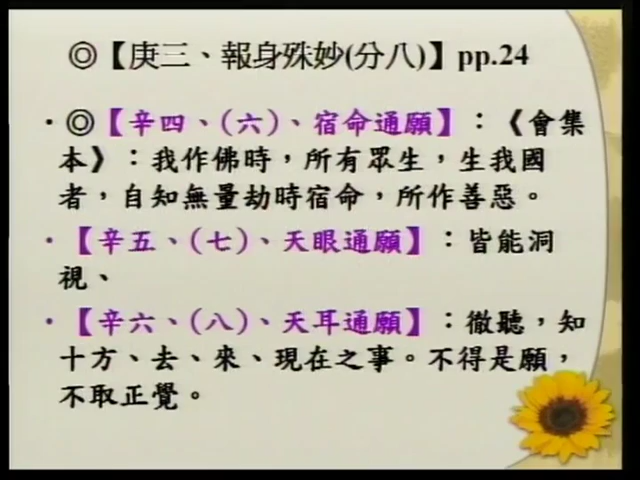 ◎【庚三、報身殊妙(分八)】pp.24
•◎【辛四、(六)、宿命通願】：《會集
本》：我作佛時，所有眾生，生我國
者，自知無量劫時宿命，所作善惡。
•【辛五、(七)、天眼通願】：皆能洞
視、
•【辛六、(八)、天耳通願】：徹聽，知
十方、去、來、現在之事。不得是願，
不取正覺。